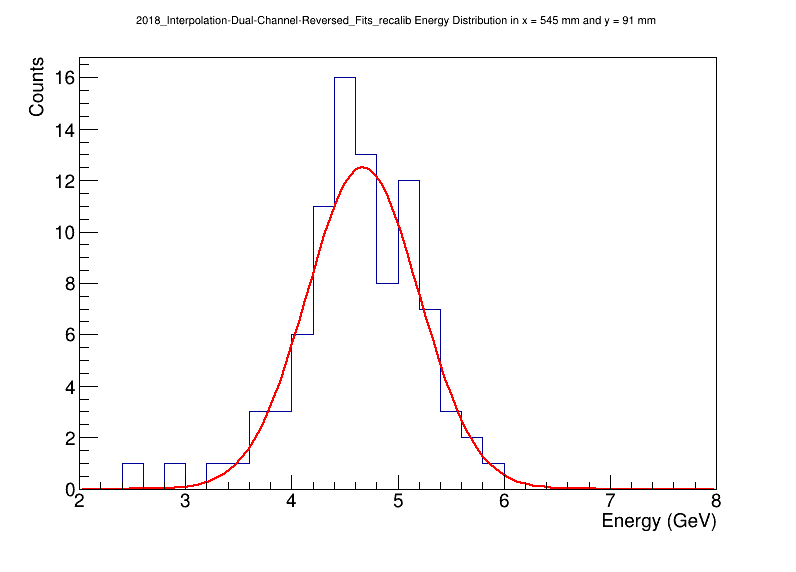 2018_Interpolation-Dual-Channel-Reversed_Fits_recalib Energy Distribution in x = 545 mm and y = 91 mm
Counts
16
14
12
10
8
6
4
2
0
2 3 4 5 6 7 8
Energy (GeV)